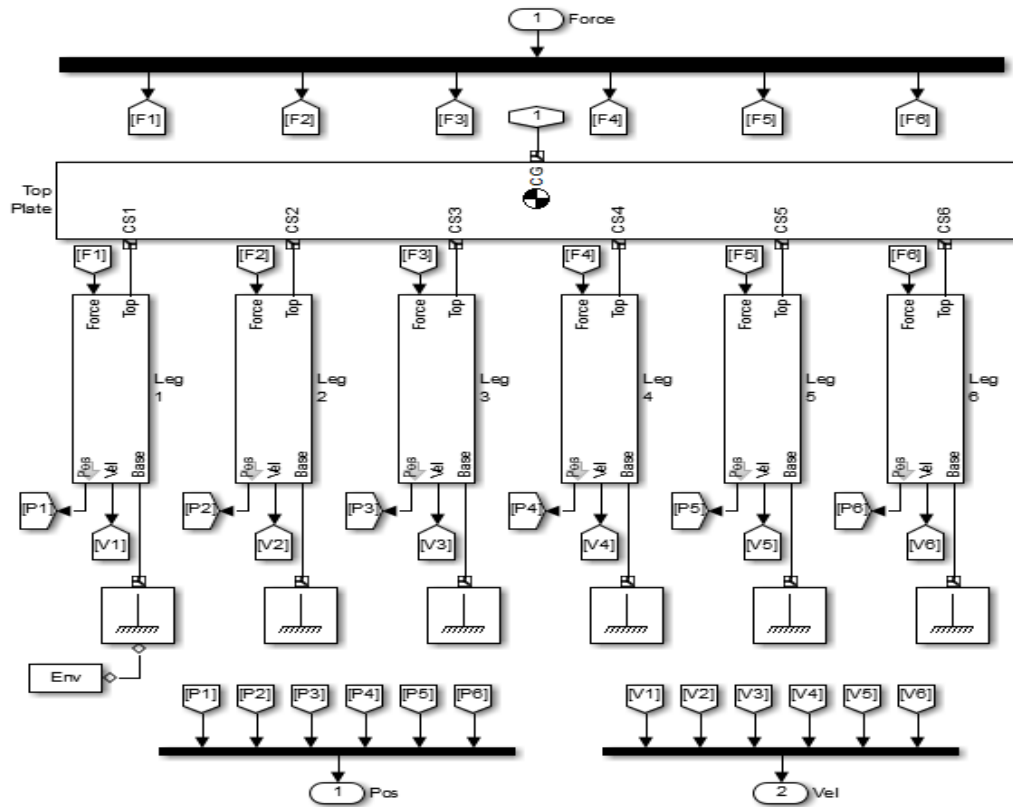 1 Force
[F1] [F2] [F3] [F4] [F5] [F6]
1
CG
Top
Plate
CS1 CS2 CS3 CS4 CS5 CS6
[F1] [F2] [F3] [F4] [F5] [F6]
Force Top Force Top Force Top Force Top Force Top Force Top
Leg Leg Leg Leg Leg Leg
1 2 3 4 5 6
Pos Vel Base Pos Vel Base Pos Vel Base Pos Vel Base Pos Vel Base Pos Vel Base
[P1] [P2] [P3] [P4] [P5] [P6]
[V1] [V2] [V3] [V4] [V5] [V6]
Env
[P1] [P2] [P3] [P4] [P5] [P6] [V1] [V2] [V3] [V4] [V5] [V6]
1 Pos 2 Vel